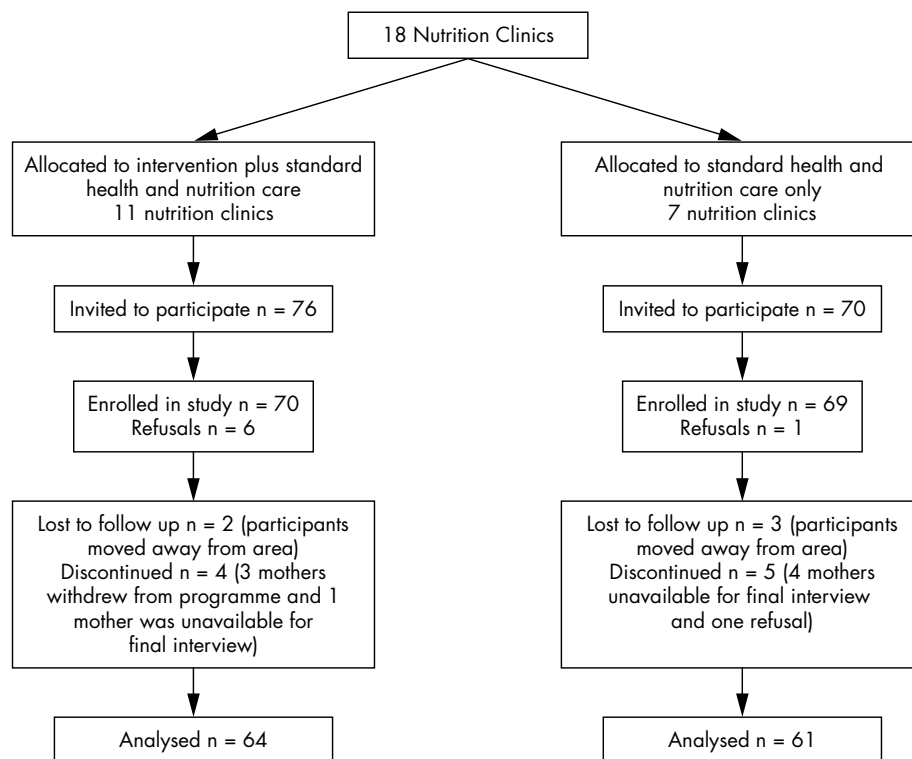 18 Nutrition Clinics
Allocated to intervention plus standard
health and nutrition care
11 nutrition clinics
Allocated to standard health and
nutrition care only
7 nutrition clinics
Invited to participate n = 76
Invited to participate n = 70
Enrolled in study n = 70
Refusals n = 6
Enrolled in study n = 69
Refusals n = 1
Lost to follow up n = 2 (participants
moved away from area)
Discontinued n = 4 (3 mothers
withdrew from programme and 1
mother was unavailable for
final interview)
Lost to follow up n = 3 (participants
moved away from area)
Discontinued n = 5 (4 mothers
unavailable for final interview
and one refusal)
Analysed n = 64
Analysed n = 61